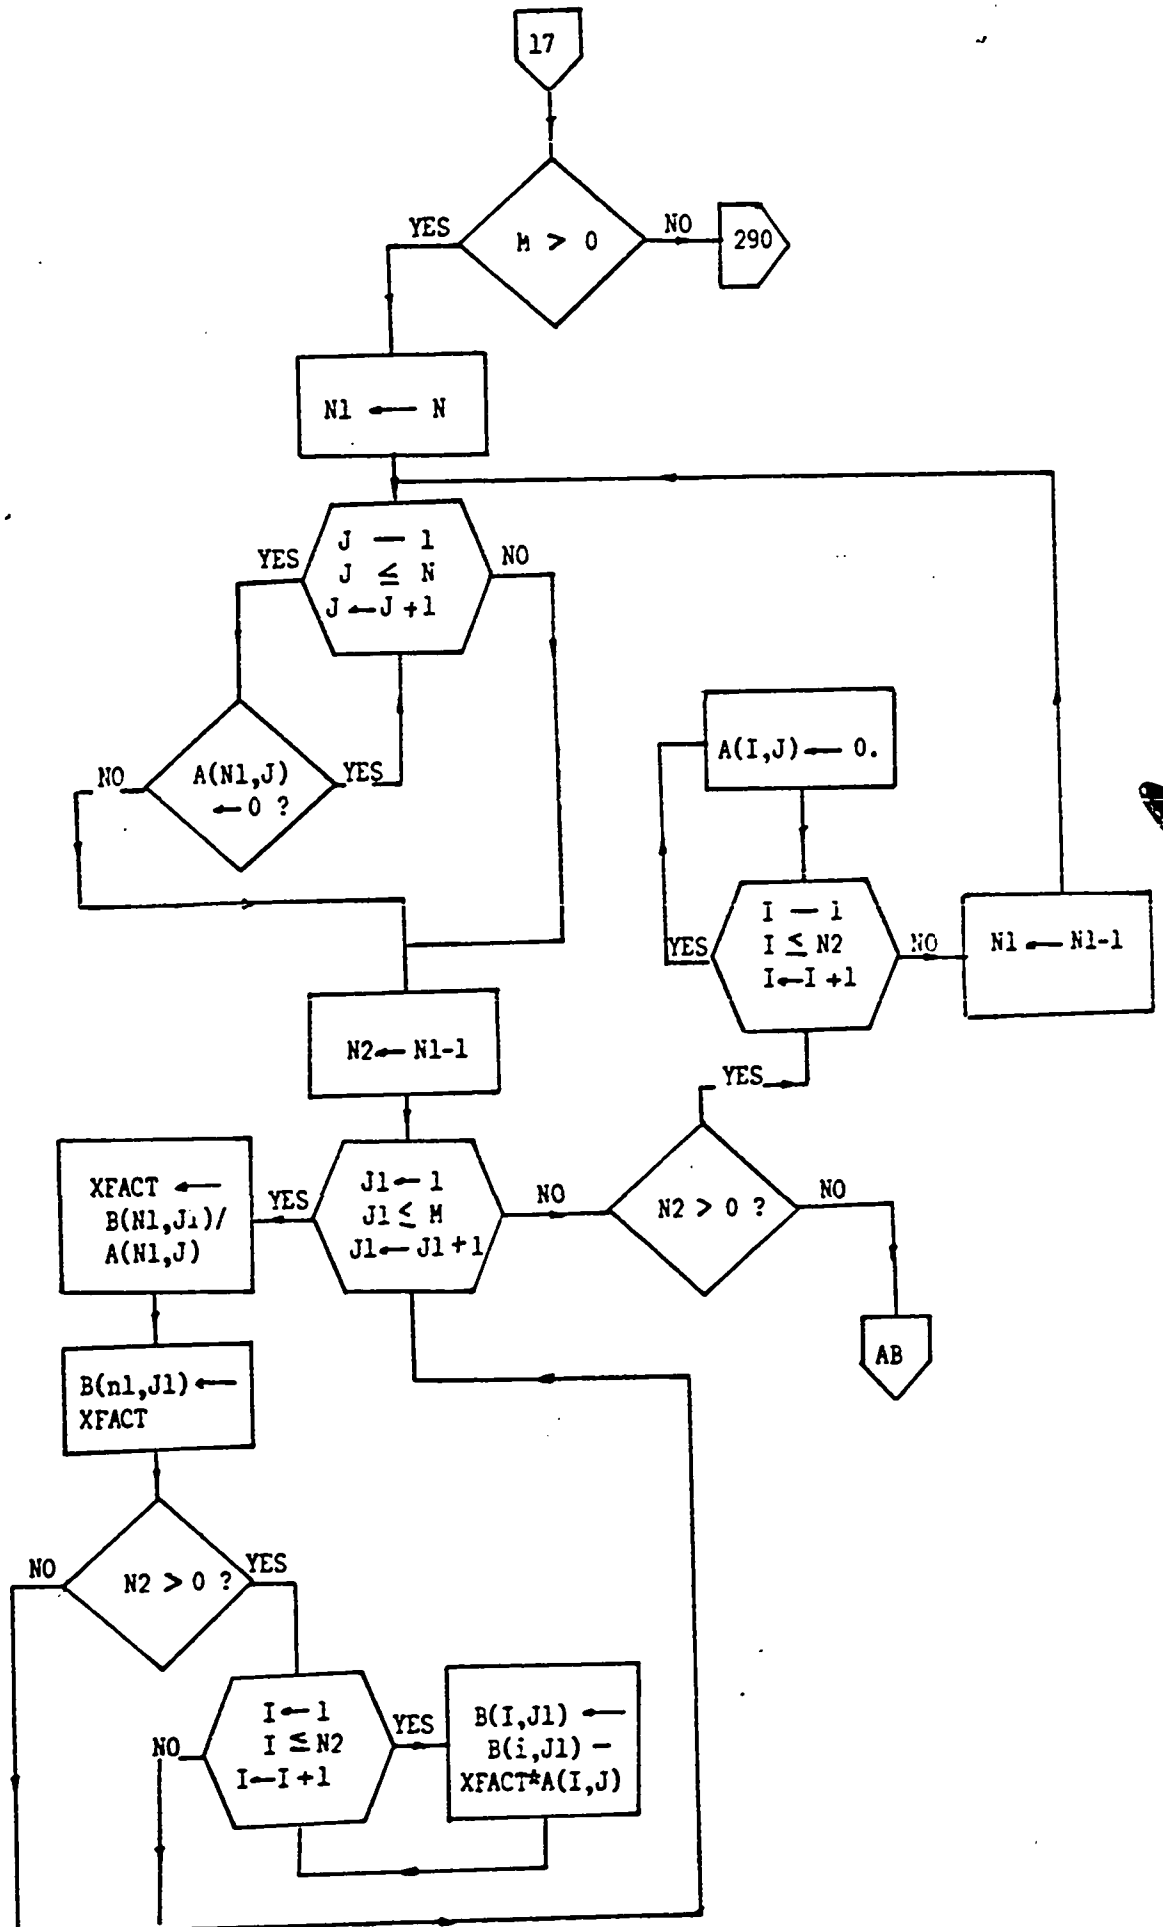 17
M > 0
YES
NO
290
N1 ← N
J — 1
J ≤ N
J ← J + 1
YES
NO
A(N1,J)
← 0 ?
NO
YES
A(I,J) ← 0.
I — 1
I ≤ N2
I ← I + 1
YES
NO
N1 ← N1-1
N2 ← N1-1
YES
J1 ← 1
J1 ≤ M
J1 ← J1 + 1
YES
NO
N2 > 0 ?
NO
XFACT ←
B(N1,J1)/
A(N1,J)
AB
B(n1,J1) ←
XFACT
N2 > 0 ?
NO
YES
I ← 1
I ≤ N2
I ← I + 1
NO
YES
B(I,J1) ←
B(i,J1) —
XFACT*A(I,J)